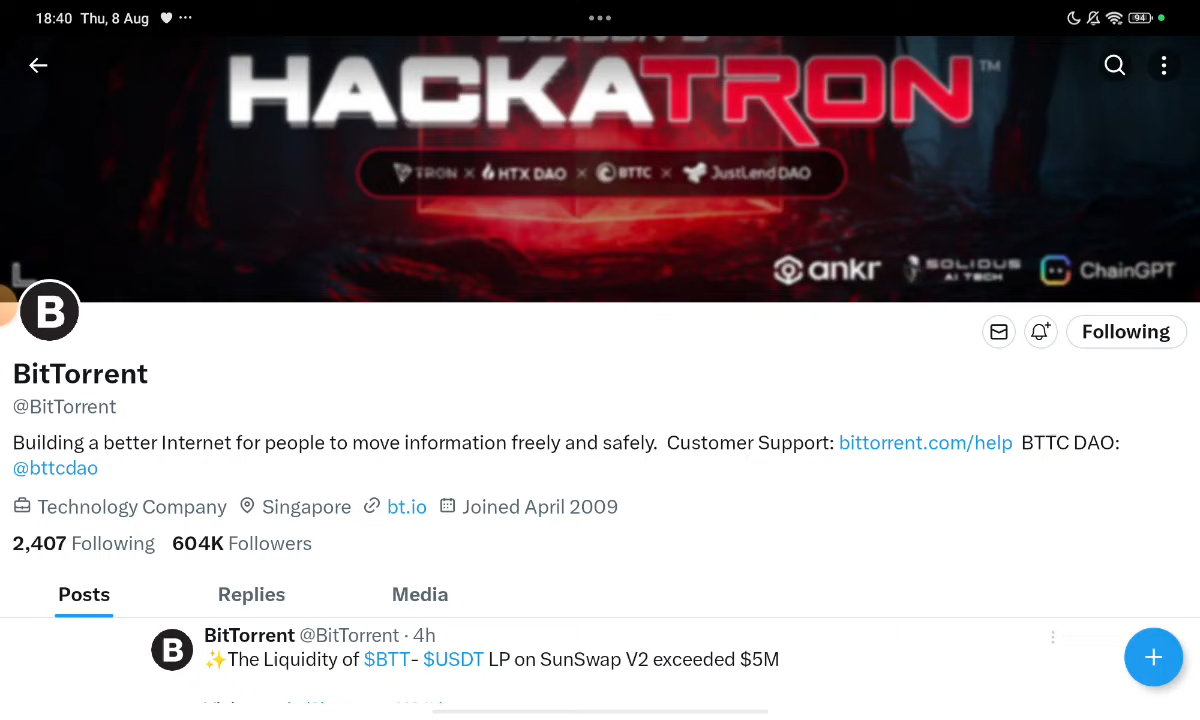 18:40 Thu, 8 Aug
94
HACKATRON™
TRON × HTX DAO × BTTC × JustLend DAO
ankr
SOLIDUS
AI TECH
ChainGPT
B
Following
BitTorrent
@BitTorrent
Building a better Internet for people to move information freely and safely. Customer Support: bittorrent.com/help BTTC DAO:
@bttcdao
Technology Company Singapore bt.io Joined April 2009
2,407 Following 604K Followers
Posts Replies Media
B
BitTorrent @BitTorrent · 4h
✨The Liquidity of $BTT- $USDT LP on SunSwap V2 exceeded $5M